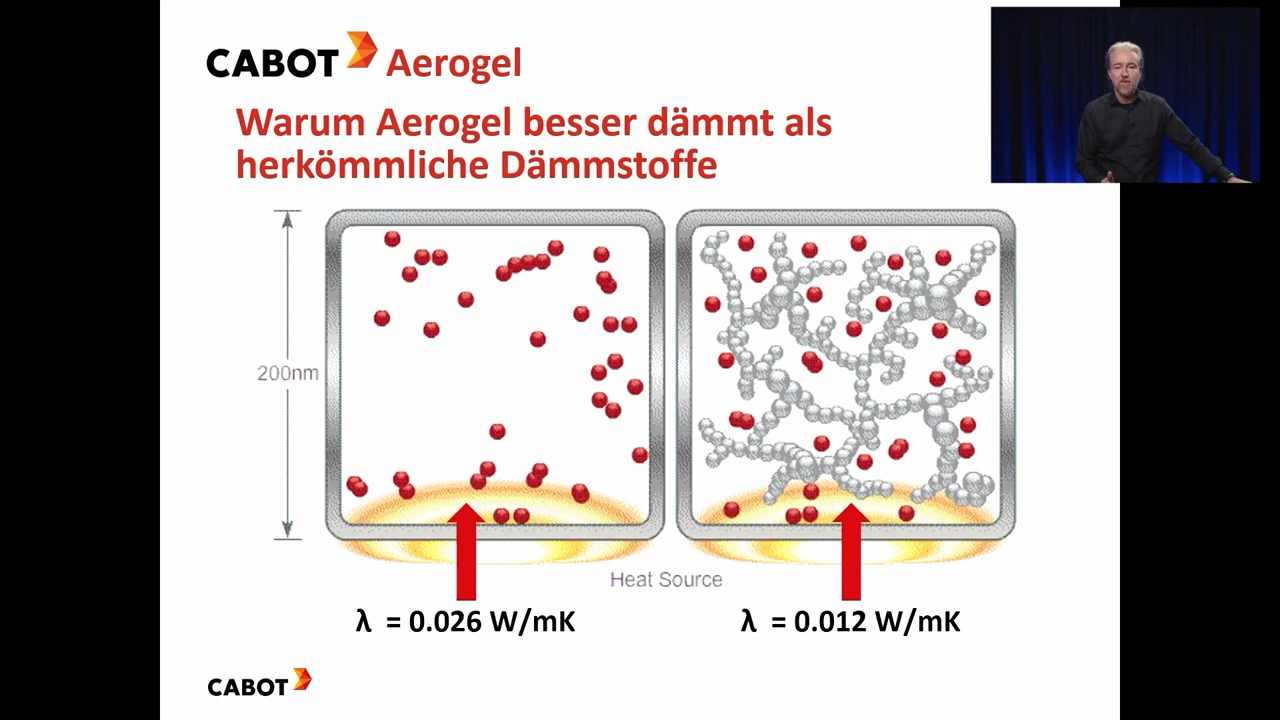 CABOT Aerogel
Warum Aerogel besser dämmt als
herkömmliche Dämmstoffe
200nm
Heat Source
λ = 0.026 W/mK
λ = 0.012 W/mK
CABOT